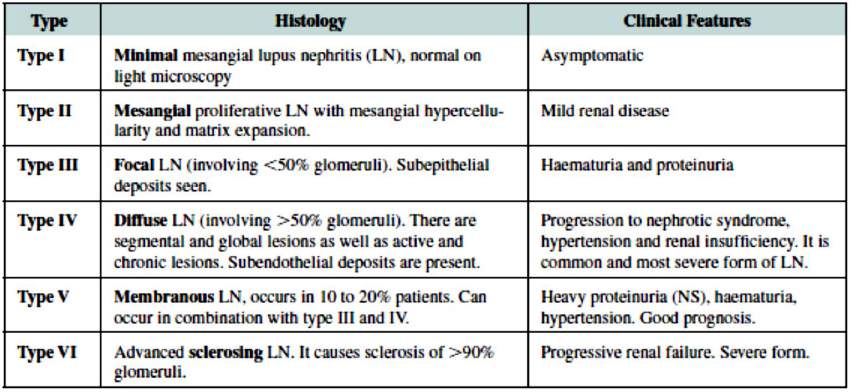 Type Histology Clinical Features
Type I Minimal mesangial lupus nephritis (LN), normal on Asymptomatic
light microscopy
Type II Mesangial proliferative LN with mesangial hypercellu- Mild renal disease
larity and matrix expansion.
Type III Focal LN (involving <50% glomeruli). Subepithelial Haematuria and proteinuria
deposits seen.
Type IV Diffuse LN (involving >50% glomeruli). There are Progression to nephrotic syndrome,
segmental and global lesions as well as active and hypertension and renal insufficiency. It is
chronic lesions. Subendothelial deposits are present. common and most severe form of LN.
Type V Membranous LN, occurs in 10 to 20% patients. Can Heavy proteinuria (NS), haematuria,
occur in combination with type III and IV. hypertension. Good prognosis.
Type VI Advanced sclerosing LN. It causes sclerosis of >90% Progressive renal failure. Severe form.
glomeruli.